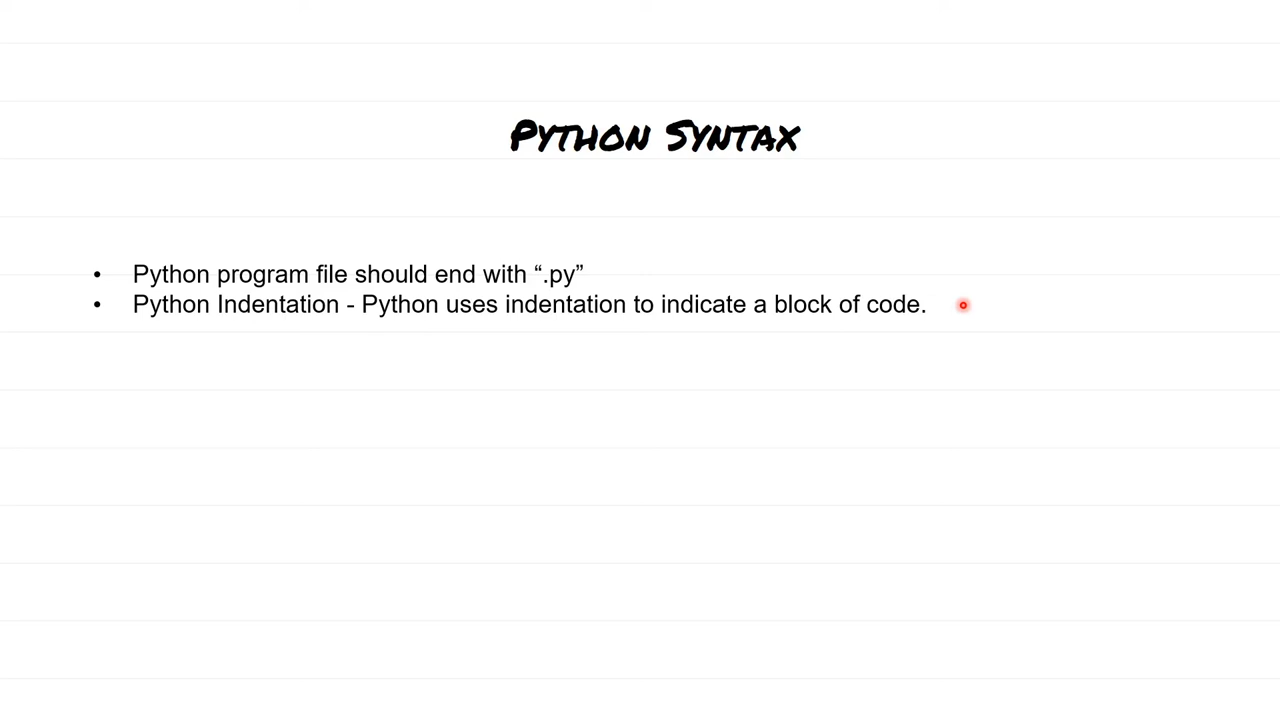 Python Syntax
• Python program file should end with “.py”
• Python Indentation - Python uses indentation to indicate a block of code.